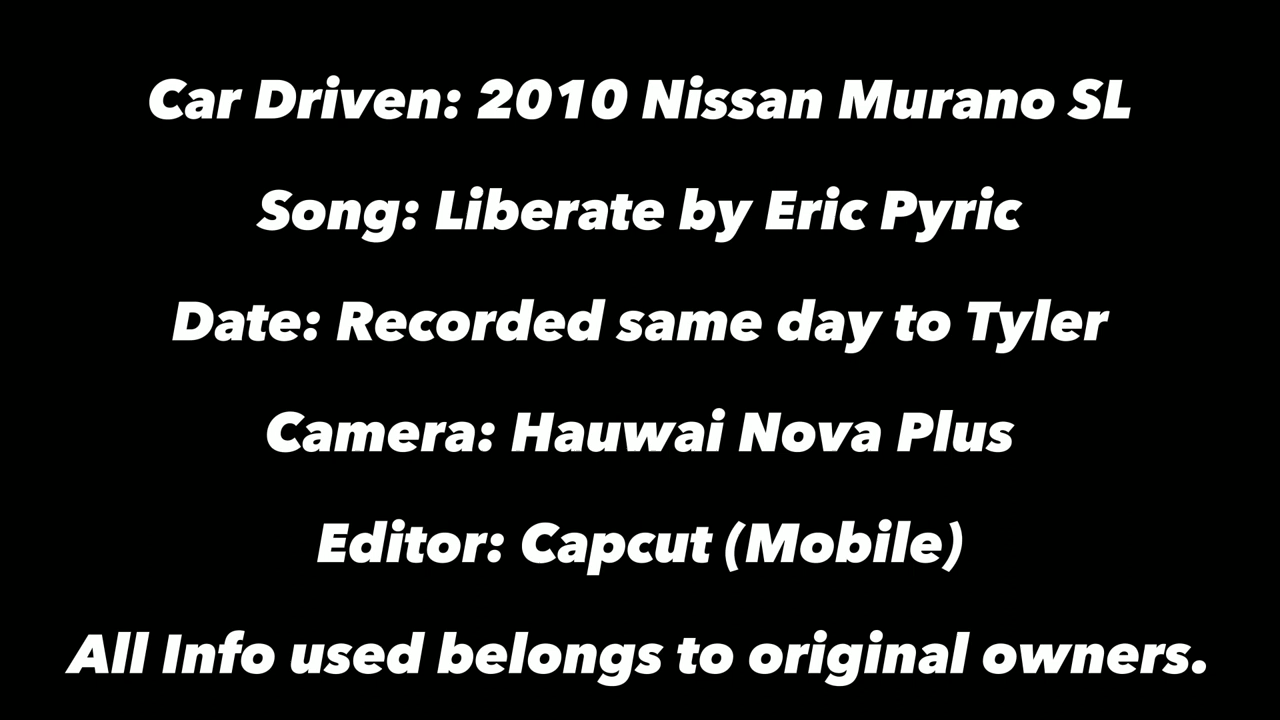 Car Driven: 2010 Nissan Murano SL
Song: Liberate by Eric Pyric
Date: Recorded same day to Tyler
Camera: Hauwai Nova Plus
Editor: Capcut (Mobile)
All Info used belongs to original owners.